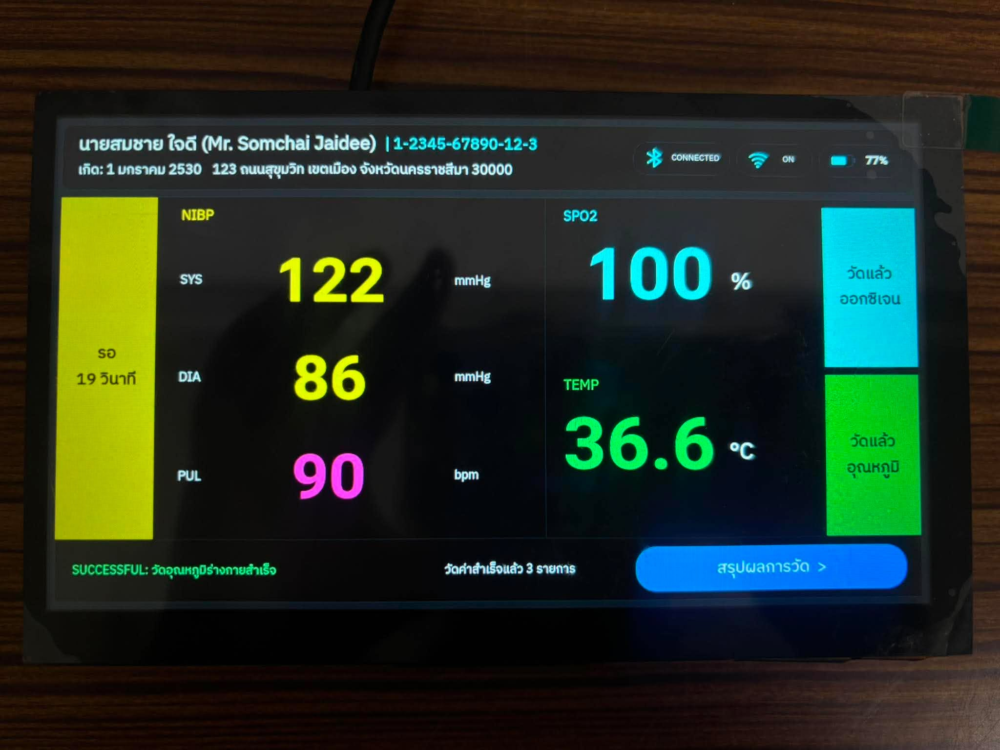 นายสมชาย ใจดี (Mr. Somchai Jaidee) | 1-2345-67890-12-3
เกิด: 1 มกราคม 2530 123 ถนนสุขุมวิท เขตเมือง จังหวัดนครราชสีมา 30000
CONNECTED ON 77%
NIBP
SYS 122 mmHg
DIA 86 mmHg
PUL 90 bpm
รอ
19 วินาที
SPO2
100 %
วัดแล้ว
ออกซิเจน
TEMP
36.6 °C
วัดแล้ว
อุณหภูมิ
SUCCESSFUL: วัดอุณหภูมิร่างกายสำเร็จ
วัดค่าสำเร็จแล้ว 3 รายการ
สรุปผลการวัด >